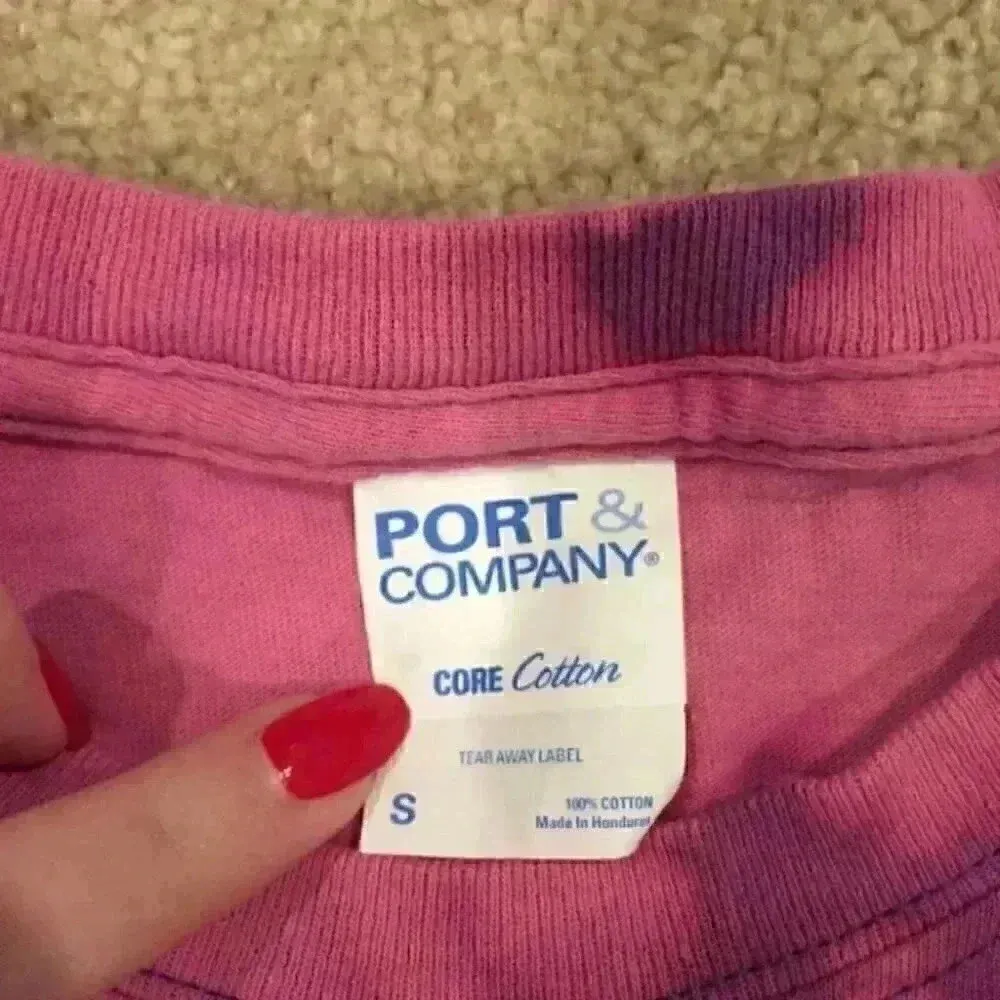 PORT &
COMPANY®
CORE Cotton
TEAR AWAY LABEL
S
100% COTTON
Made In Honduras